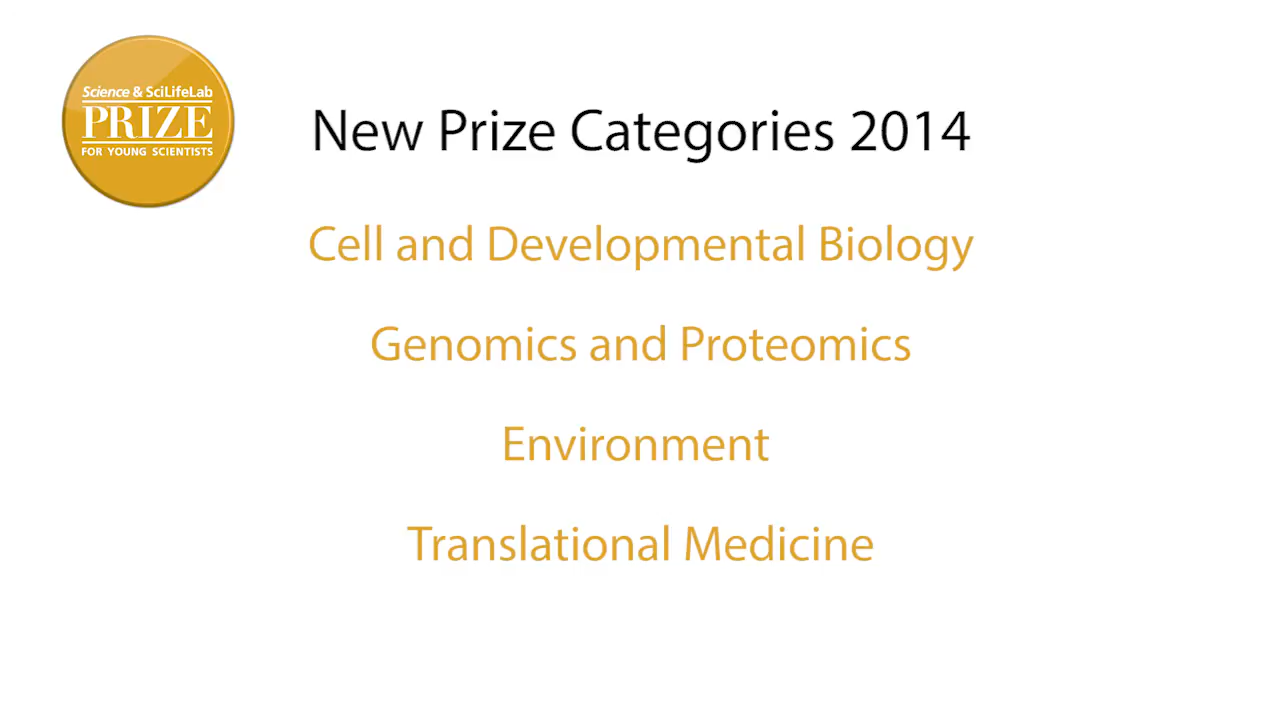 Science & SciLifeLab
PRIZE
FOR YOUNG SCIENTISTS
New Prize Categories 2014
Cell and Developmental Biology
Genomics and Proteomics
Environment
Translational Medicine